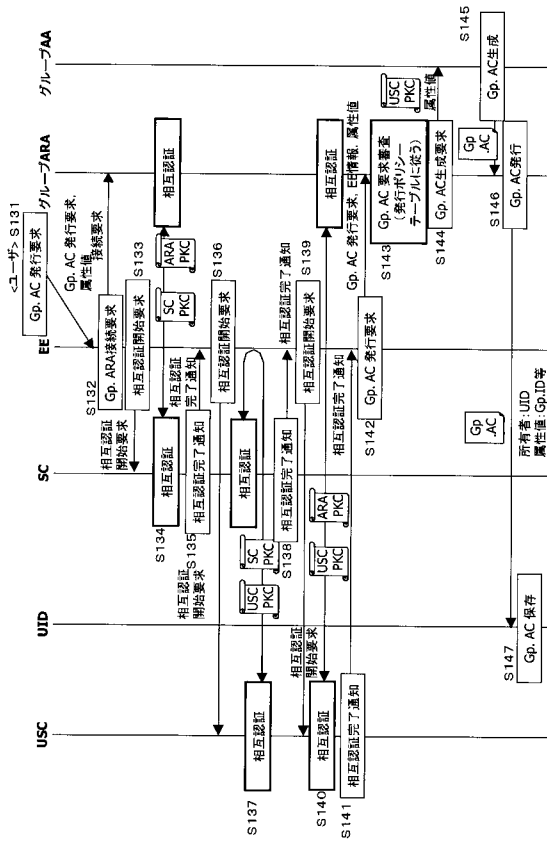 USC
UID
SC
EE
グループARA
グループAA
<ユーザ> S131
Gp. AC 発行要求
S132
Gp. ARA接続要求
Gp. AC 発行要求,
属性値
接続要求
S133
相互認証開始要求
相互認証
開始要求
S134
相互認証
SC
PKC
ARA
PKC
相互認証
S135
相互認証完了通知
相互認証
完了通知
S136
相互認証開始要求
相互認証
開始要求
S137
相互認証
USC
PKC
SC
PKC
相互認証
S138
相互認証完了通知
相互認証完了通知
S139
相互認証開始要求
相互認証
開始要求
S140
相互認証
USC
PKC
ARA
PKC
相互認証
S141
相互認証完了通知
相互認証完了通知
S142
Gp. AC 発行要求
Gp. AC 発行要求, EE情報, 属性値
S143
Gp. AC 要求審査
(発行ポリシー
テーブルに従う)
S144
Gp. AC生成要求
USC
PKC
属性値
S145
Gp. AC生成
Gp
.AC
S146
Gp. AC発行
Gp
.AC
所有者:UID
属性値:Gp.ID等
S147
Gp. AC 保存